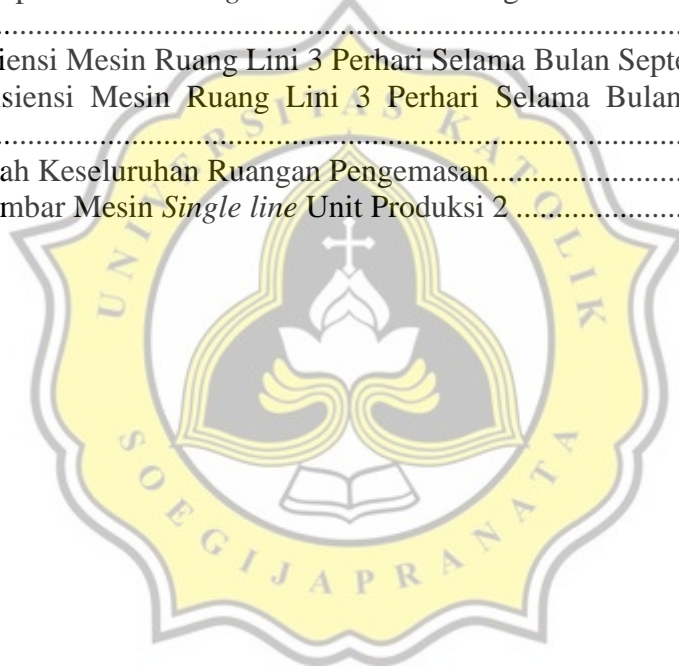 iensi Mesin Ruang Lini 3 Perhari Selama Bulan Septe
siensi Mesin Ruang Lini 3 Perhari Selama Bulan
ah Keseluruhan Ruangan Pengemasan
mbar Mesin Single line Unit Produksi 2
UNIVERSITAS KATOLIK
SOEGIJAPRANATA